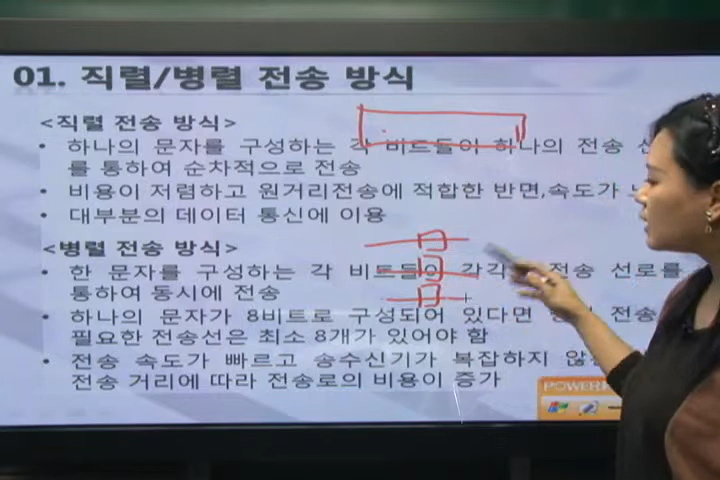 01. 직렬/병렬 전송 방식
<직렬 전송 방식>
• 하나의 문자를 구성하는 각 비트들이 하나의 전송
를 통하여 순차적으로 전송
• 비용이 저렴하고 원거리전송에 적합한 반면,속도가
• 대부분의 데이터 통신에 이용
<병렬 전송 방식>
• 한 문자를 구성하는 각 비트들이 각각 전송 선로를
통하여 동시에 전송
• 하나의 문자가 8비트로 구성되어 있다면 전송
필요한 전송선은 최소 8개가 있어야 함
• 전송 속도가 빠르고 송수신기가 복잡하지
전송 거리에 따라 전송로의 비용이 증가